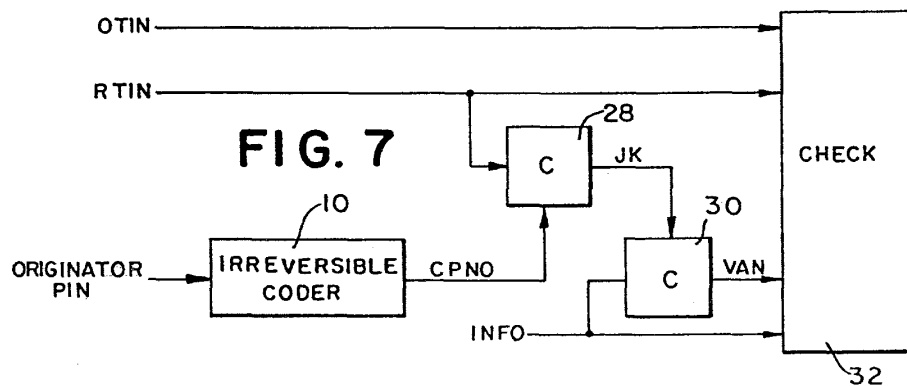 OTIN
RTIN
FIG. 7
28
C
JK
CHECK
10
30
ORIGINATOR
PIN
IRREVERSIBLE
CODER
CPNO
C
VAN
INFO
32